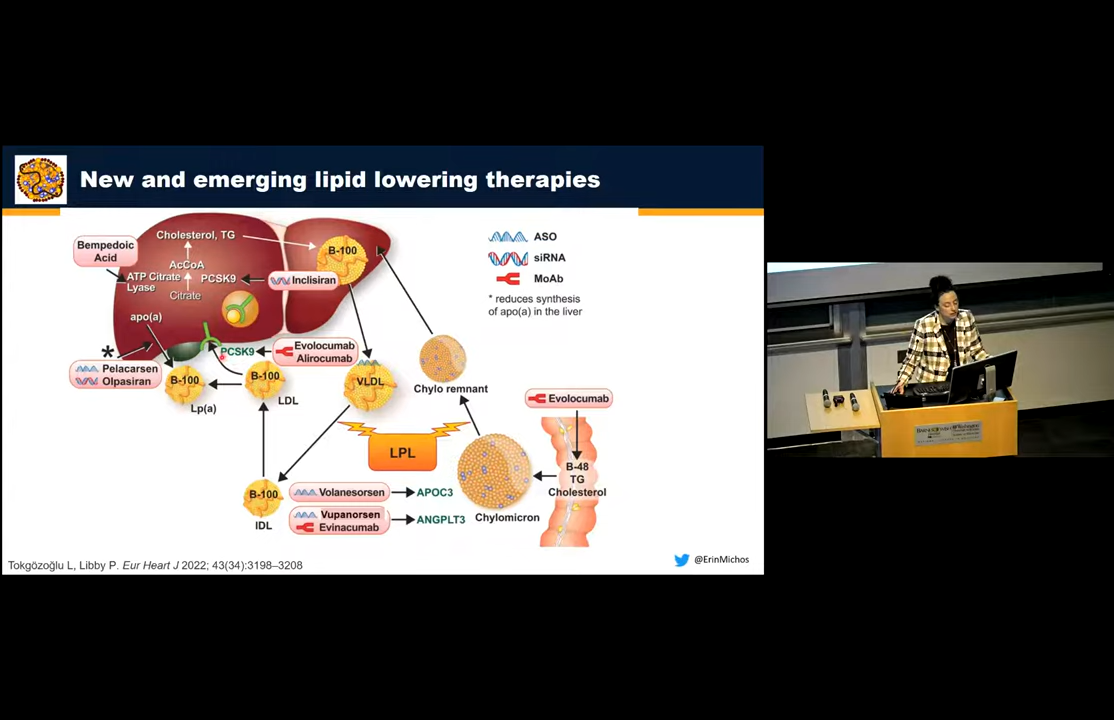 New and emerging lipid lowering therapies
Cholesterol, TG
B-100
ASO
siRNA
MoAb
* reduces synthesis
of apo(a) in the liver
Bempedoic
Acid
AcCoA
ATP Citrate
Lyase
PCSK9
Inclisiran
Citrate
apo(a)
*
PCSK9
Evolocumab
Alirocumab
Pelacarsen
Olpasiran
B-100
Lp(a)
B-100
LDL
VLDL
Chylo remnant
Evolocumab
LPL
B-48
TG
Cholesterol
Chylomicron
B-100
IDL
Volanesorsen
APOC3
Vupanorsen
Evinacumab
ANGPLT3
Tokgözoğlu L, Libby P. Eur Heart J 2022; 43(34):3198–3208
@ErinMichos